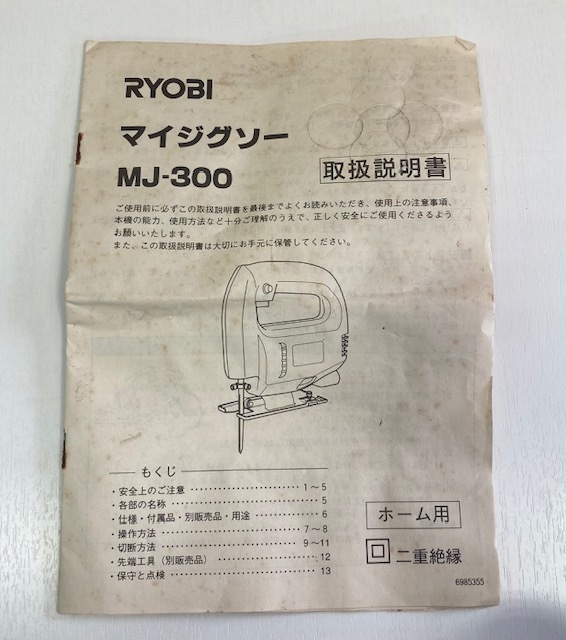 RYOBI
マイジグソー
MJ-300
取扱説明書
ご使用前に必ずこの取扱説明書を最後までよくお読みいただき、使用上の注意事項、
本機の能力、使用方法など十分ご理解のうえで、正しく安全にご使用くださるよう
お願いいたします。
また、この取扱説明書は大切にお手元に保管してください。
もくじ
・安全上のご注意 ………………………… 1～5
・各部の名称 ………………………………… 5
・仕様・付属品・別販売品・用途 …………… 6
・操作方法 ………………………………… 7～8
・切断方法 ………………………………… 9～11
・先端工具（別販売品） …………………… 12
・保守と点検 ………………………………… 13
ホーム用
回 二重絶縁
6985355